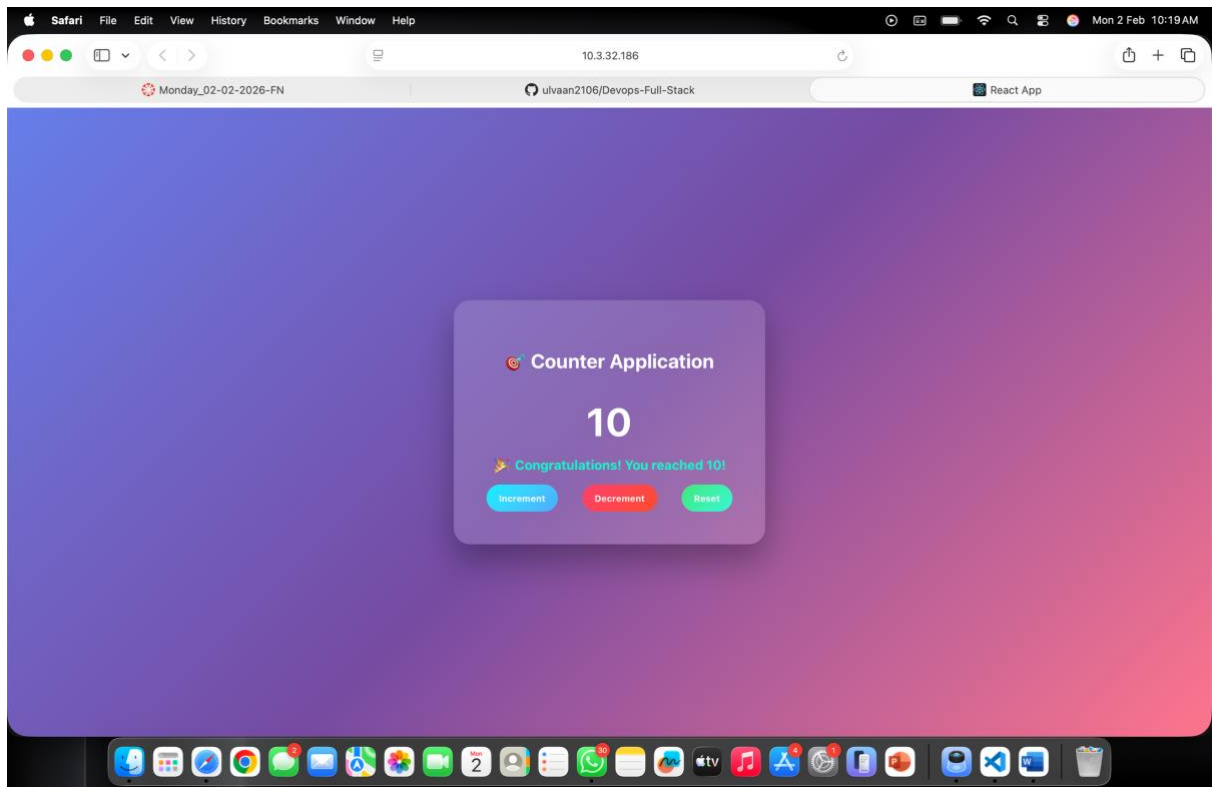 Safari File Edit View History Bookmarks Window Help Mon 2 Feb 10:19 AM
10.3.32.186
Monday_02-02-2026-FN ulvaan2106/Devops-Full-Stack React App
🎯 Counter Application
10
🎉 Congratulations! You reached 10!
Increment Decrement Reset
2 Mon 2 30 tv 4 1 P W